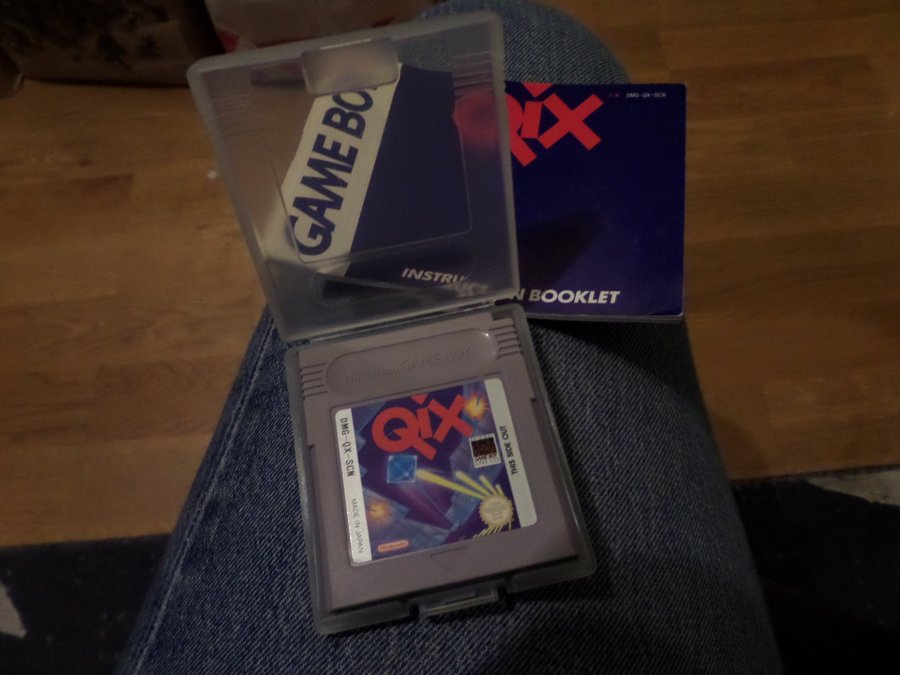 GAME BO
QiX
DMG-QX-SCN
INSTRU
N BOOKLET
Nintendo GAME BOY
QiX
DMG-QX-SCN
MADE IN JAPAN
THIS SIDE OUT
Nintendo